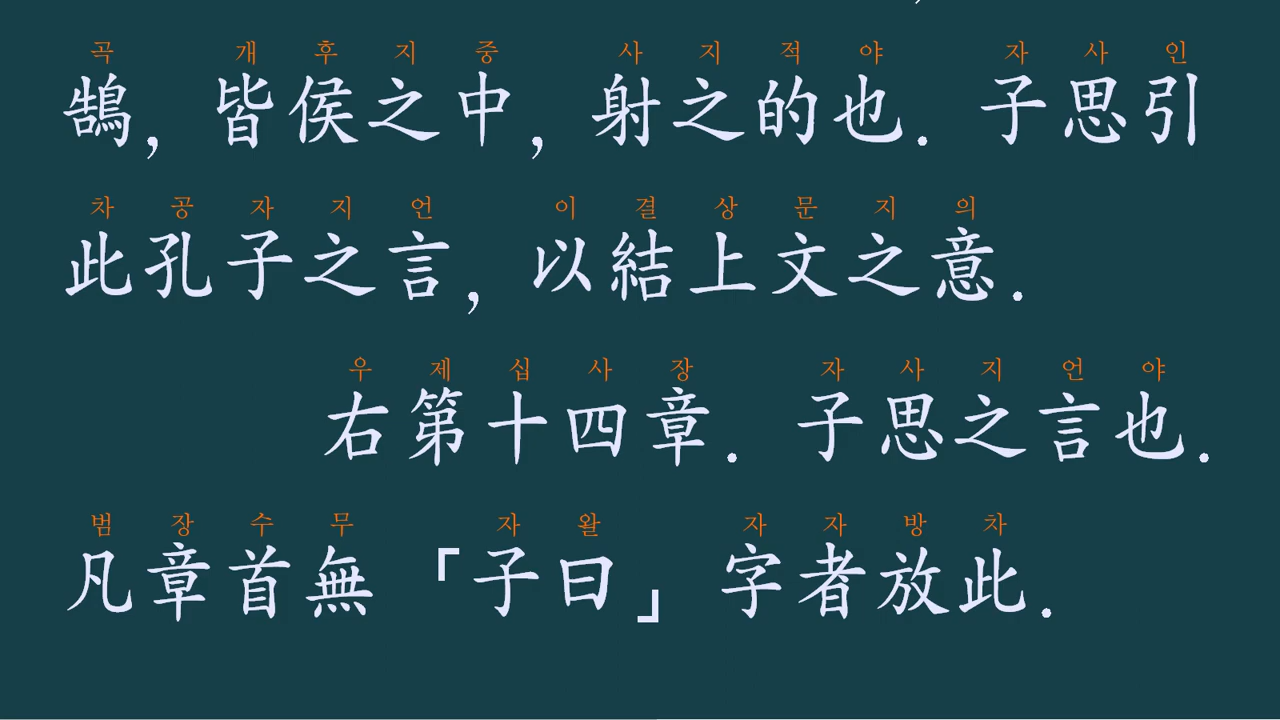 곡 개 후 지 중 사 지 적 야 자 사 인
鵠, 皆侯之中, 射之的也. 子思引
차 공 자 지 언 이 결 상 문 지 의
此孔子之言, 以結上文之意.
우 제 십 사 장 자 사 지 언 야
右第十四章. 子思之言也.
범 장 수 무 자 왈 자 자 방 차
凡章首無「子曰」字者放此.